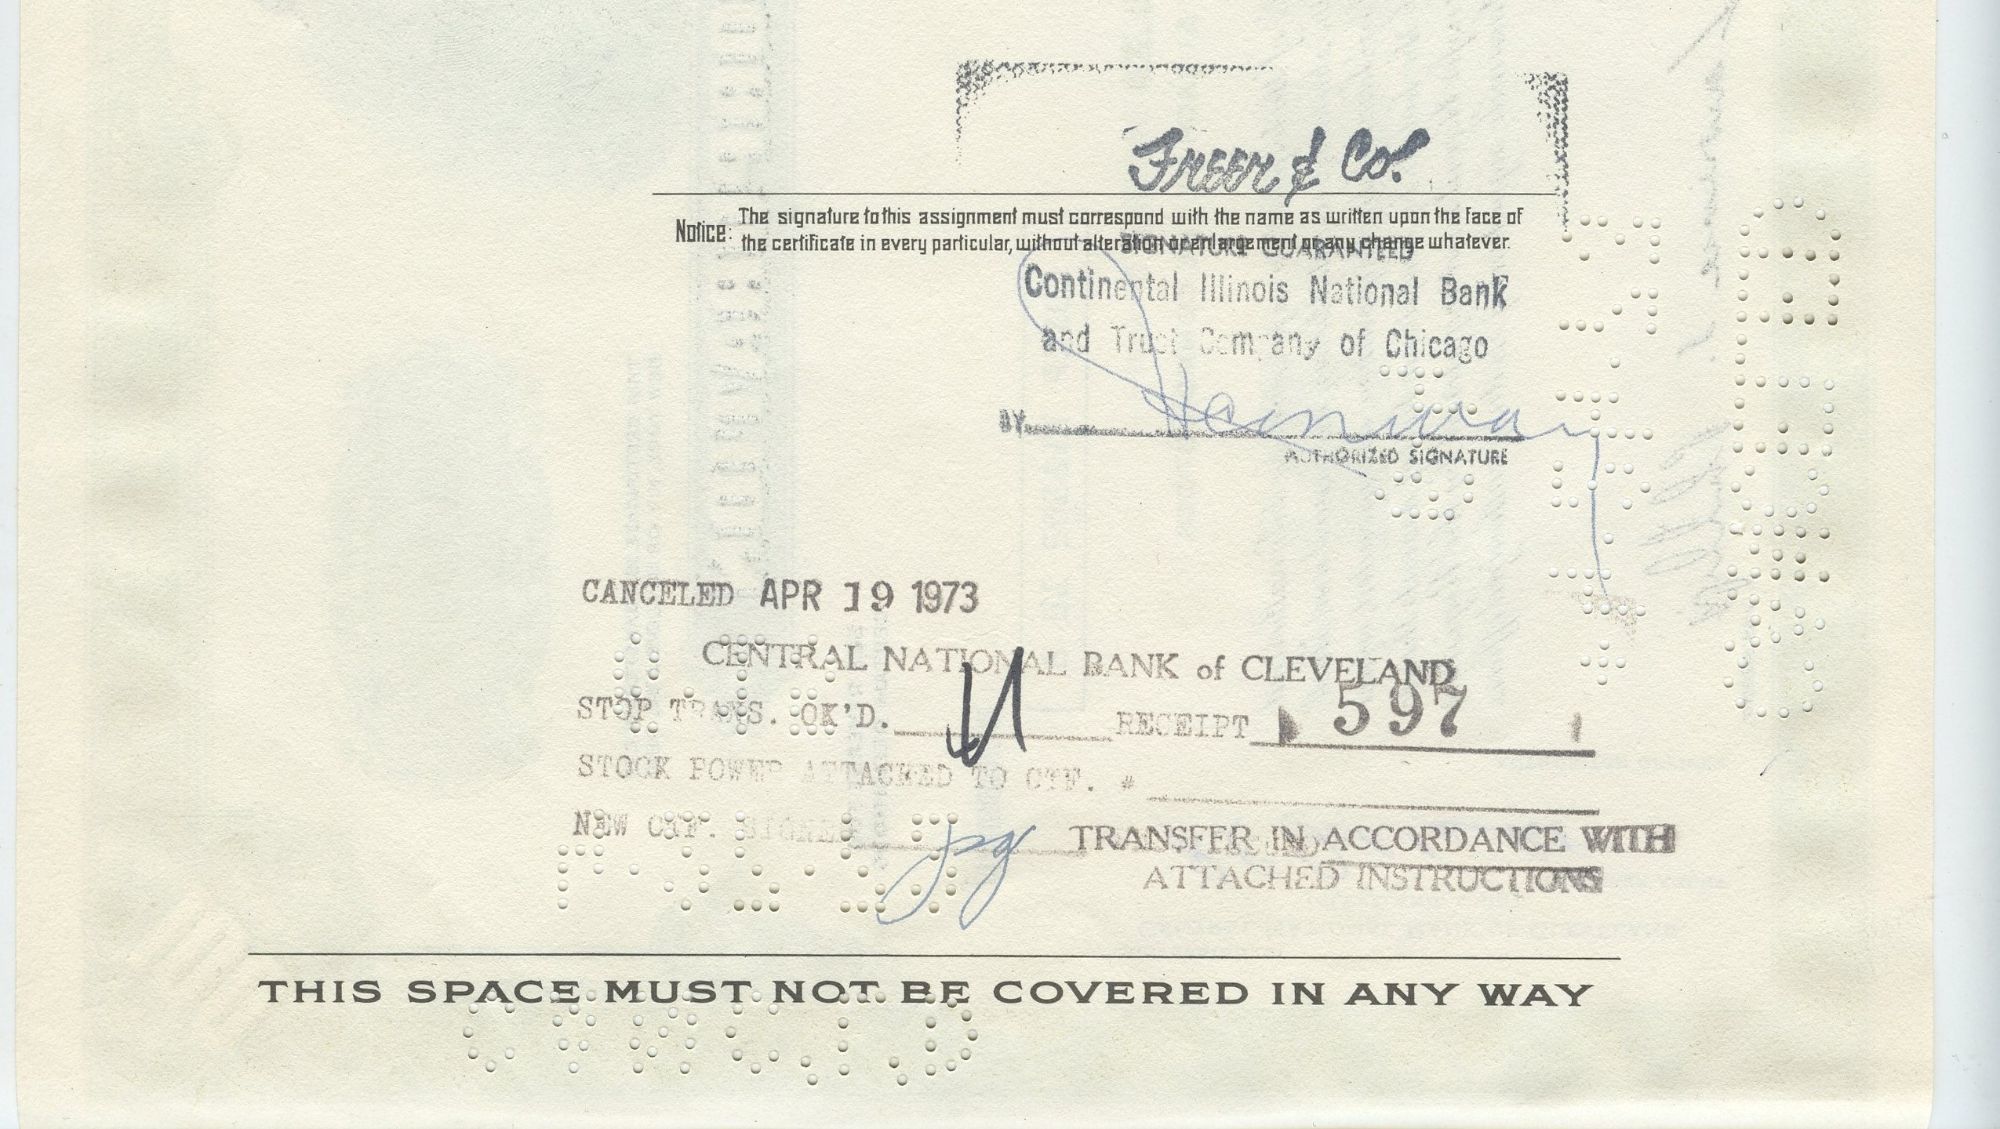 Freer & Co.
Notice: The signature to this assignment must correspond with the name as written upon the face of
the certificate in every particular, without alteration or enlargement or any change whatever.
SIGNATURE GUARANTEED
Continental Illinois National Bank
and Trust Company of Chicago
BY
AUTHORIZED SIGNATURE
CANCELED APR 19 1973
CENTRAL NATIONAL BANK of CLEVELAND
STOP TRANS. OK'D. RECEIPT 597
STOCK POWER ATTACHED TO CTF. #
NEW CTF. SIGNED TRANSFER IN ACCORDANCE WITH
ATTACHED INSTRUCTIONS
THIS SPACE MUST NOT BE COVERED IN ANY WAY